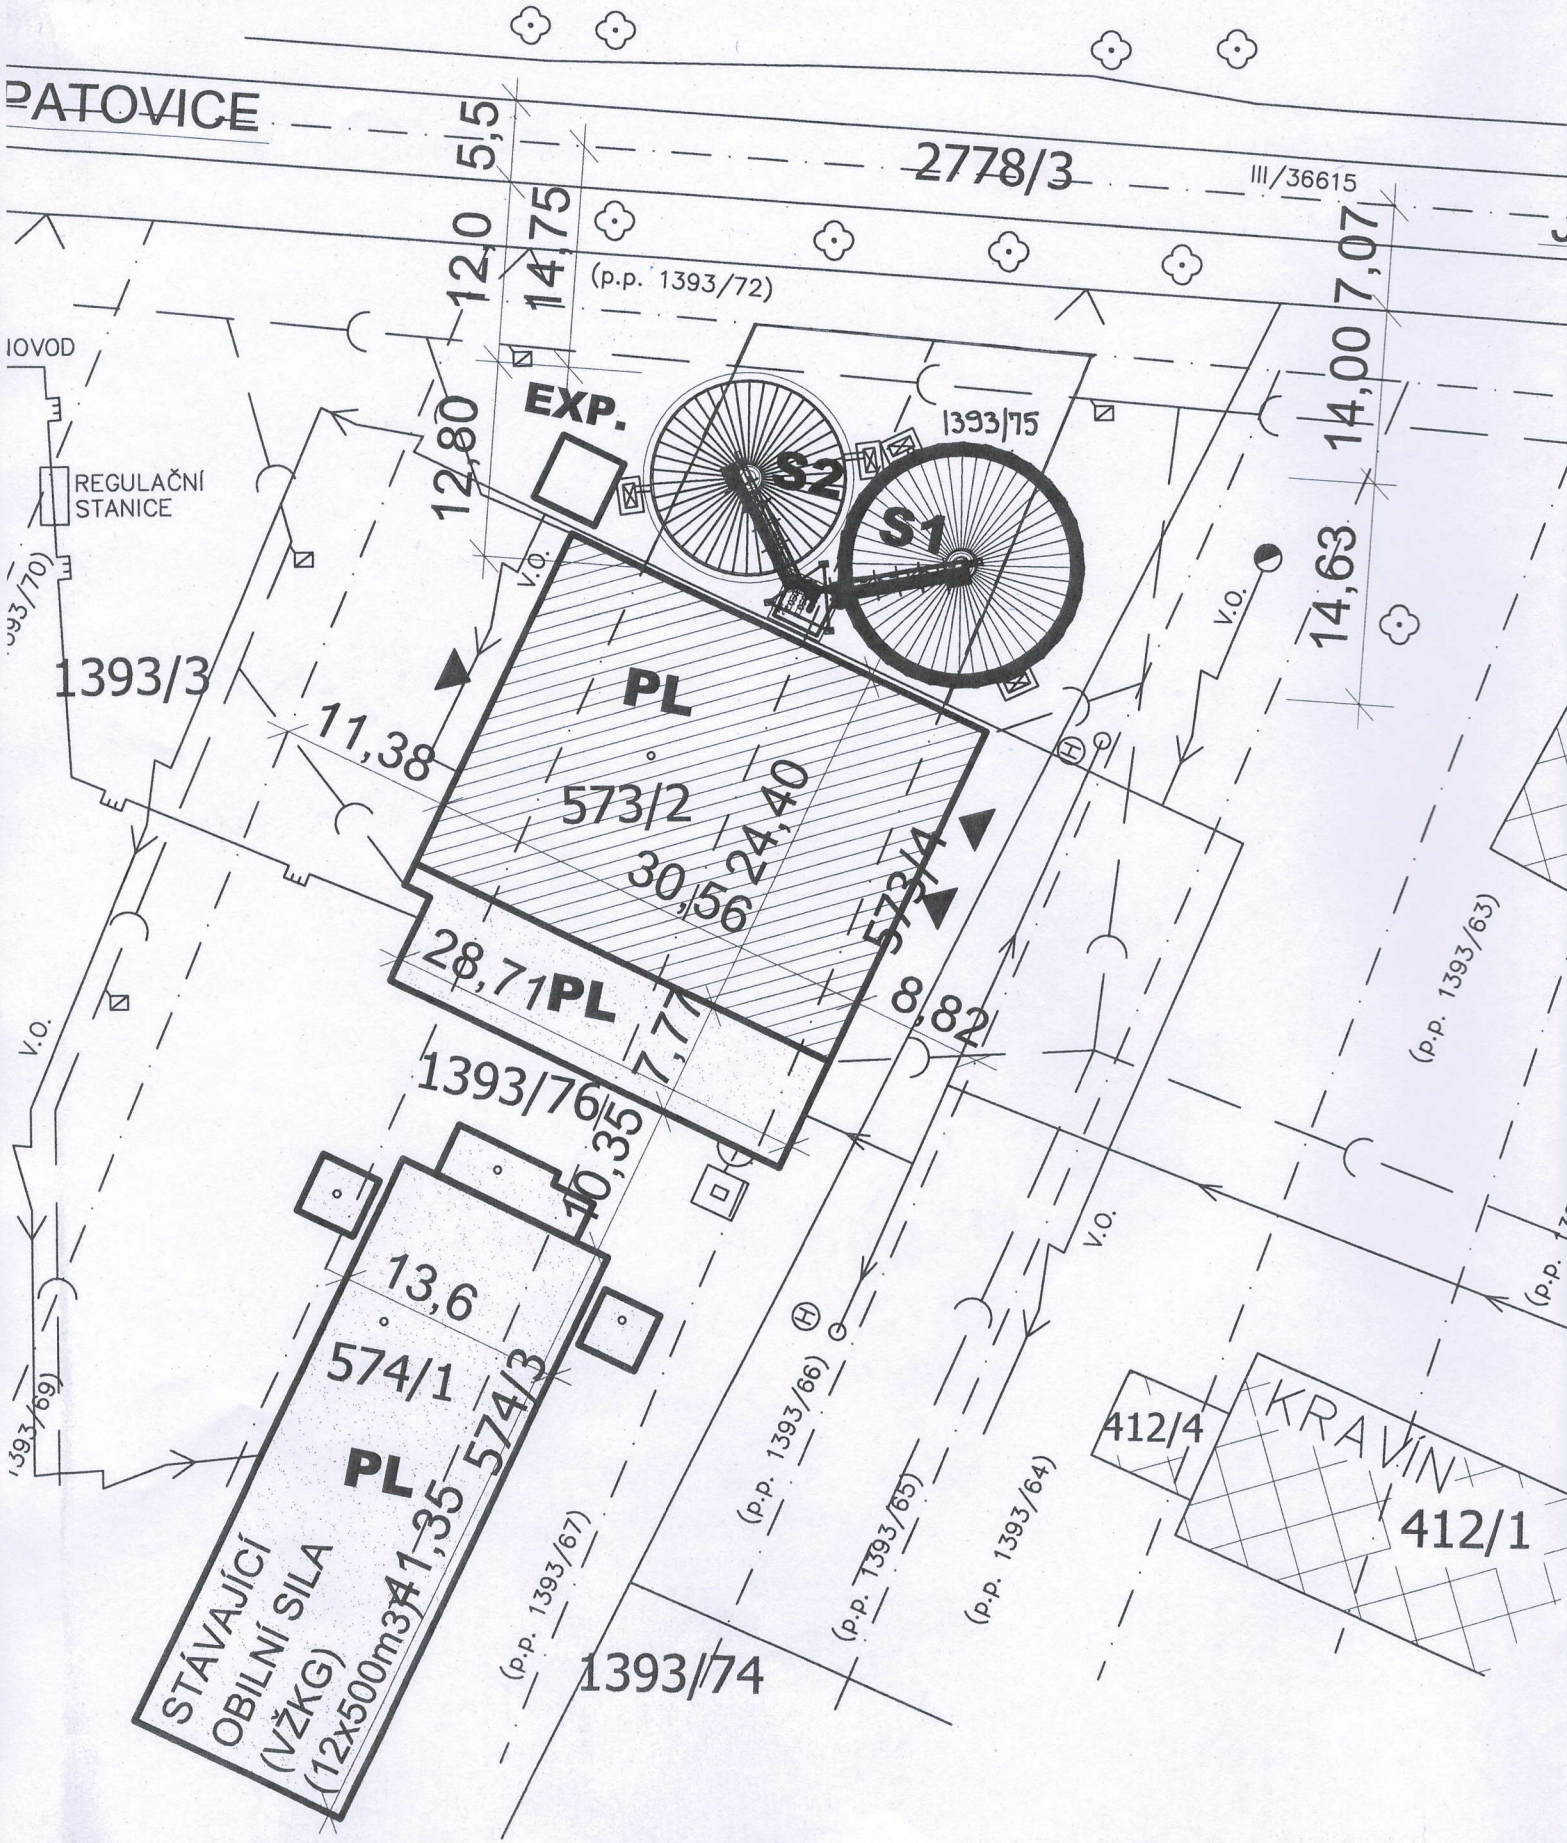 PATOVICE
5,5
2778/3
III/36615
12,0
14,75
7,07
(p.p. 1393/72)
14,00
EXP.
12,80
1393/75
S2
S1
REGULAČNÍ
STANICE
14,63
V.O.
V.O.
1393/3
PL
11,38
573/2
24,40
30,56
573/4
H
28,71
PL
7,77
8,82
(p.p. 1393/63)
V.O.
1393/76
10,35
V.O.
13,6
H
574/1
574/3
(p.p. 1393/66)
412/4
KRAVÍN
412/1
PL
41,35
(p.p. 1393/65)
(p.p. 1393/64)
(p.p. 1393/67)
STÁVAJÍCÍ
OBILNÍ SILA
(VŽKG)
(12x500m3)
1393/74